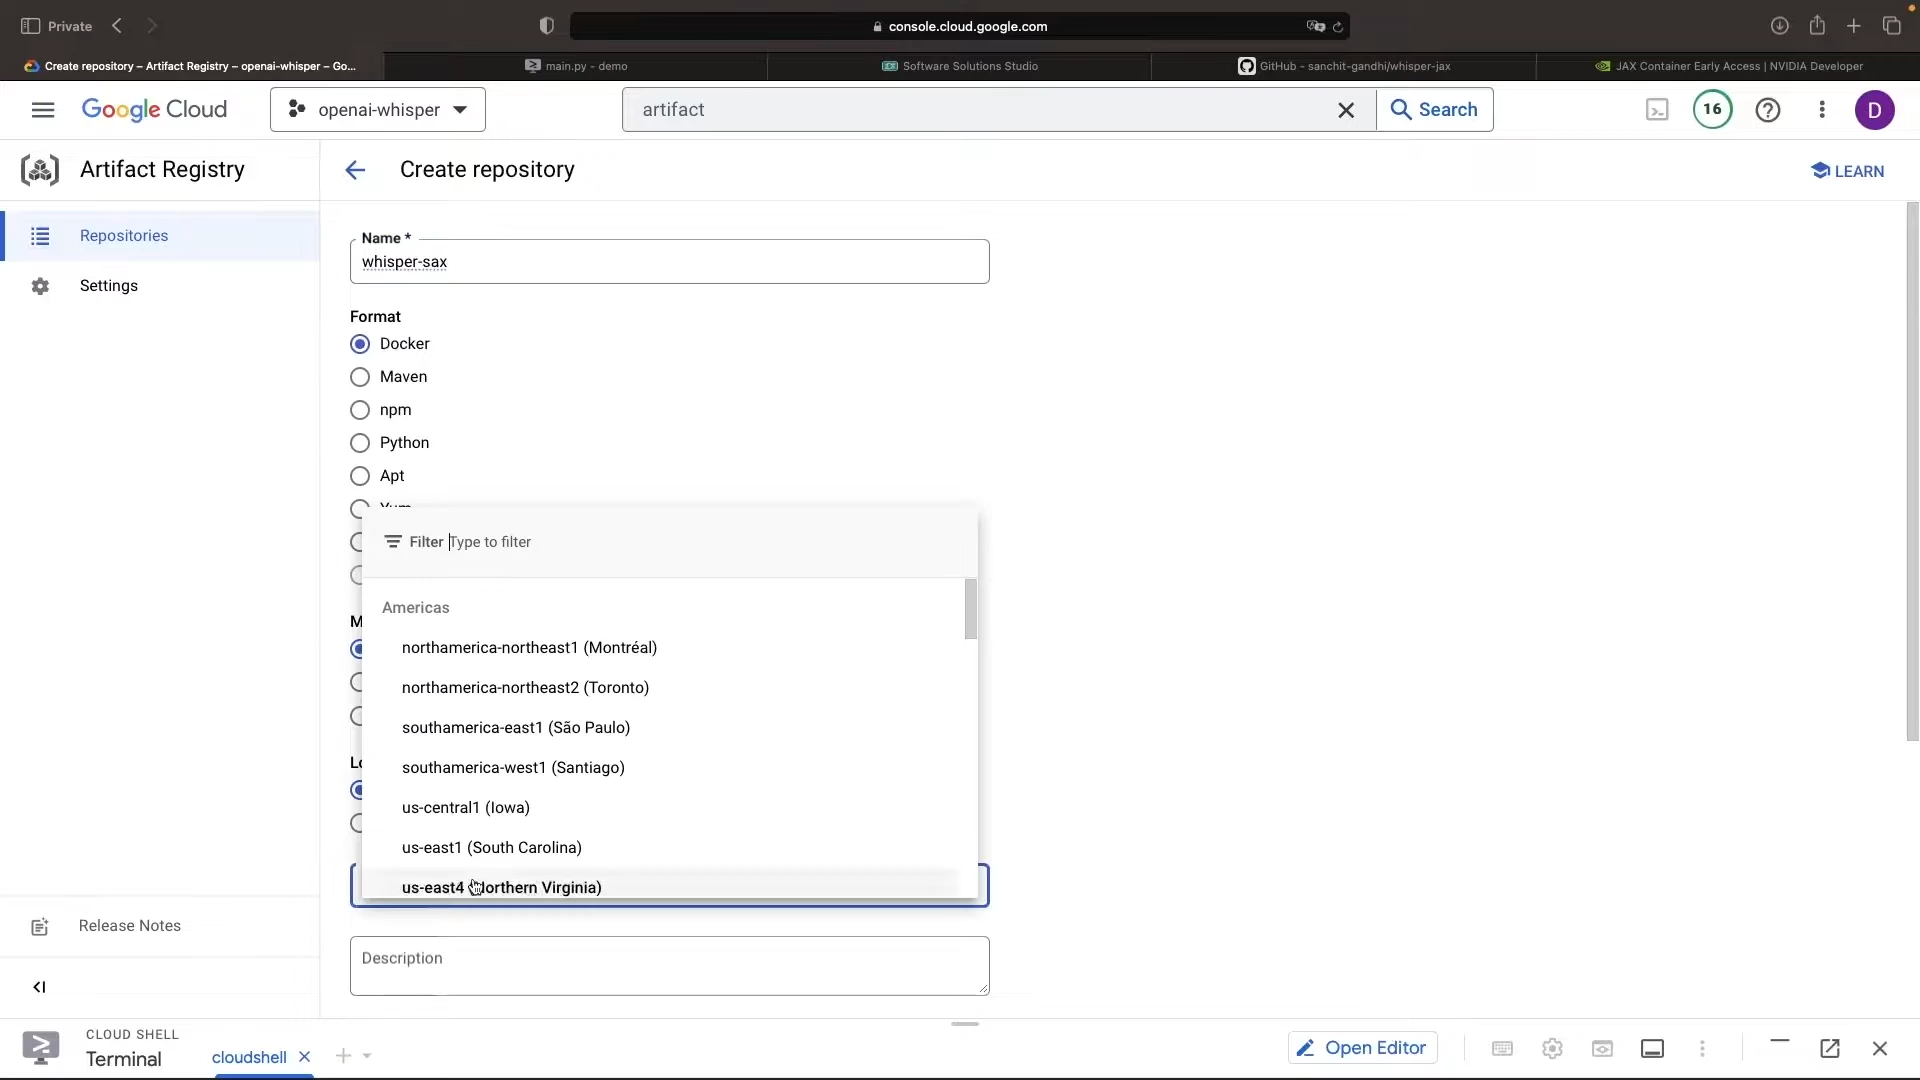 Private
console.cloud.google.com
Create repository – Artifact Registry – openai-whisper – Go...
main.py - demo
Software Solutions Studio
GitHub - sanchit-gandhi/whisper-jax
JAX Container Early Access | NVIDIA Developer
Google Cloud
openai-whisper
artifact
Search
16
D
Artifact Registry
Create repository
LEARN
Repositories
Settings
Name *
whisper-sax
Format
Docker
Maven
npm
Python
Apt
Filter Type to filter
Americas
northamerica-northeast1 (Montréal)
northamerica-northeast2 (Toronto)
southamerica-east1 (São Paulo)
southamerica-west1 (Santiago)
us-central1 (Iowa)
us-east1 (South Carolina)
us-east4 (Northern Virginia)
Description
Release Notes
CLOUD SHELL
Terminal
cloudshell
Open Editor